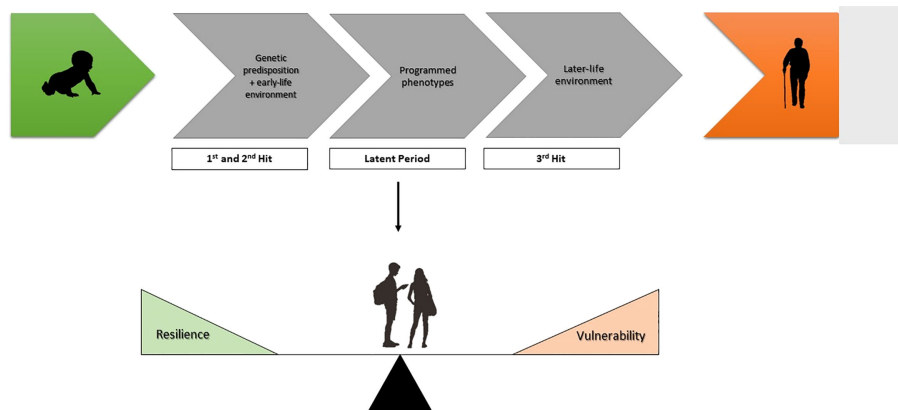 Genetic
predisposition
+ early-life
environment
Programmed
phenotypes
Later-life
environment
1st and 2nd Hit
Latent Period
3rd Hit
Resilience
Vulnerability